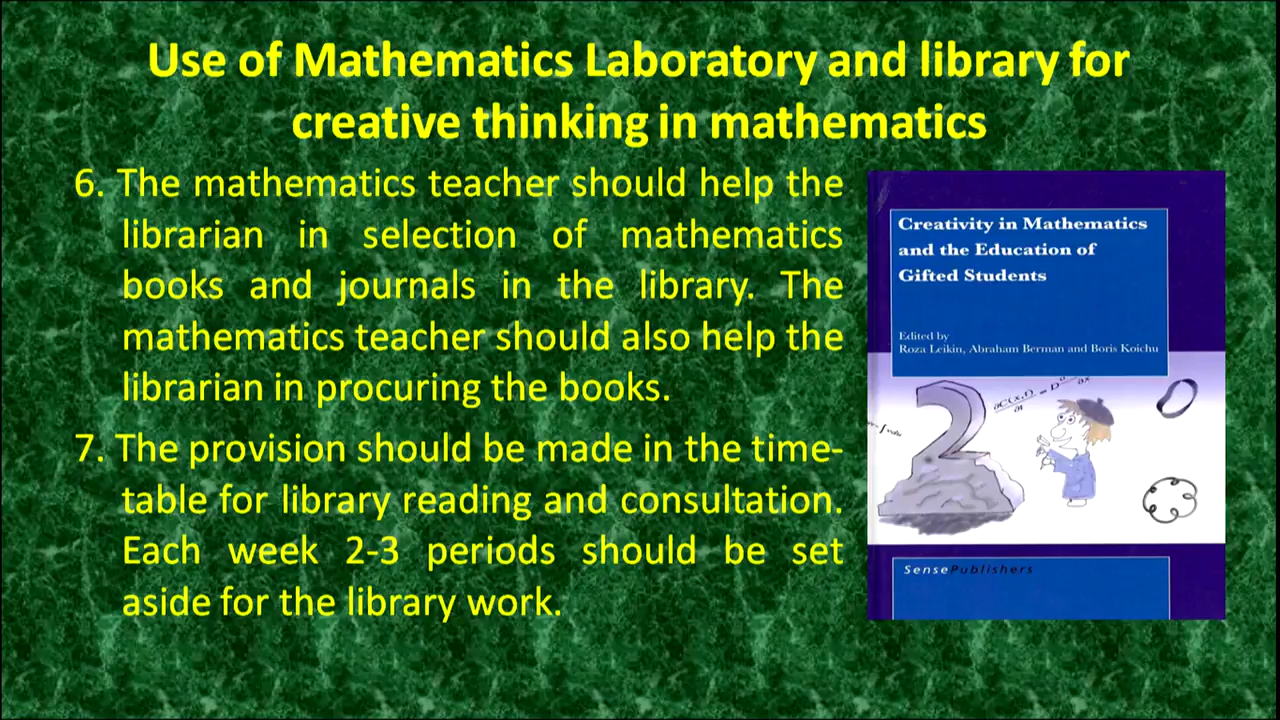 Use of Mathematics Laboratory and library for
creative thinking in mathematics
6. The mathematics teacher should help the
librarian in selection of mathematics
books and journals in the library. The
mathematics teacher should also help the
librarian in procuring the books.
7. The provision should be made in the time-
table for library reading and consultation.
Each week 2-3 periods should be set
aside for the library work.
Creativity in Mathematics
and the Education of
Gifted Students
Edited by
Roza Leikin, Abraham Berman and Boris Koichu
2
SensePublishers